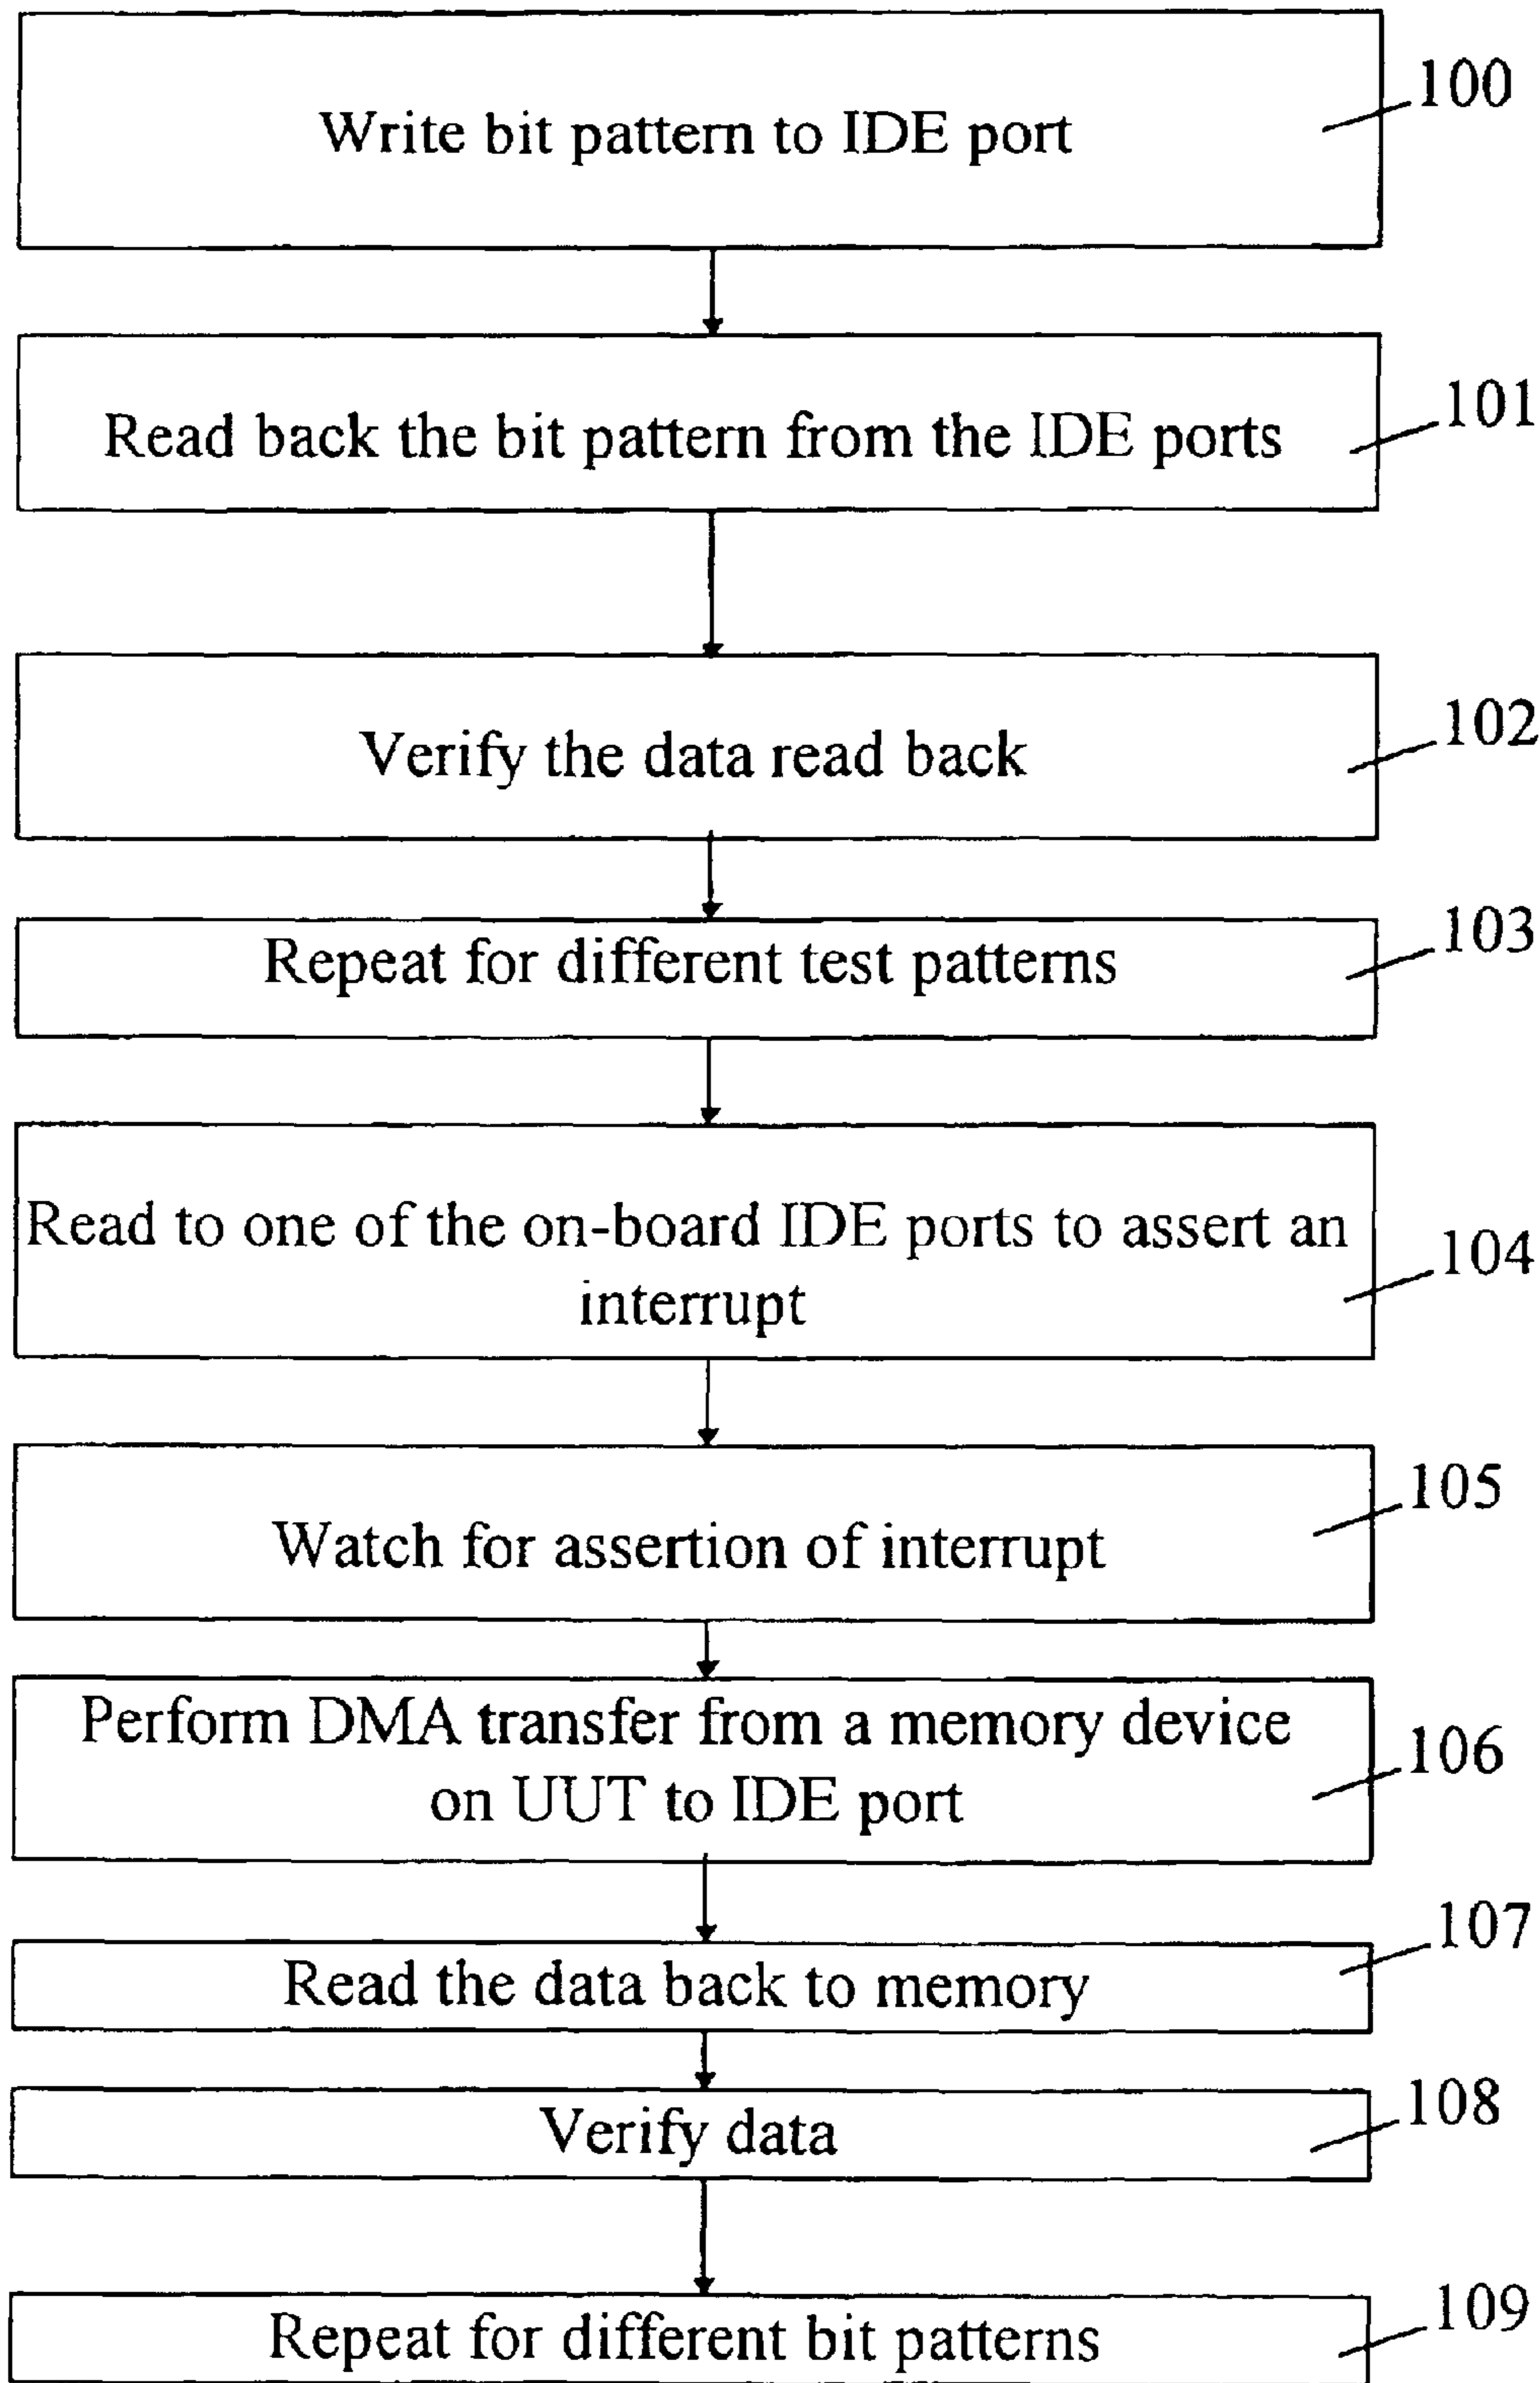 Write bit pattern to IDE port
100
Read back the bit pattern from the IDE ports
101
Verify the data read back
102
Repeat for different test patterns
103
Read to one of the on-board IDE ports to assert an
interrupt
104
Watch for assertion of interrupt
105
Perform DMA transfer from a memory device
on UUT to IDE port
106
Read the data back to memory
107
Verify data
108
Repeat for different bit patterns
109